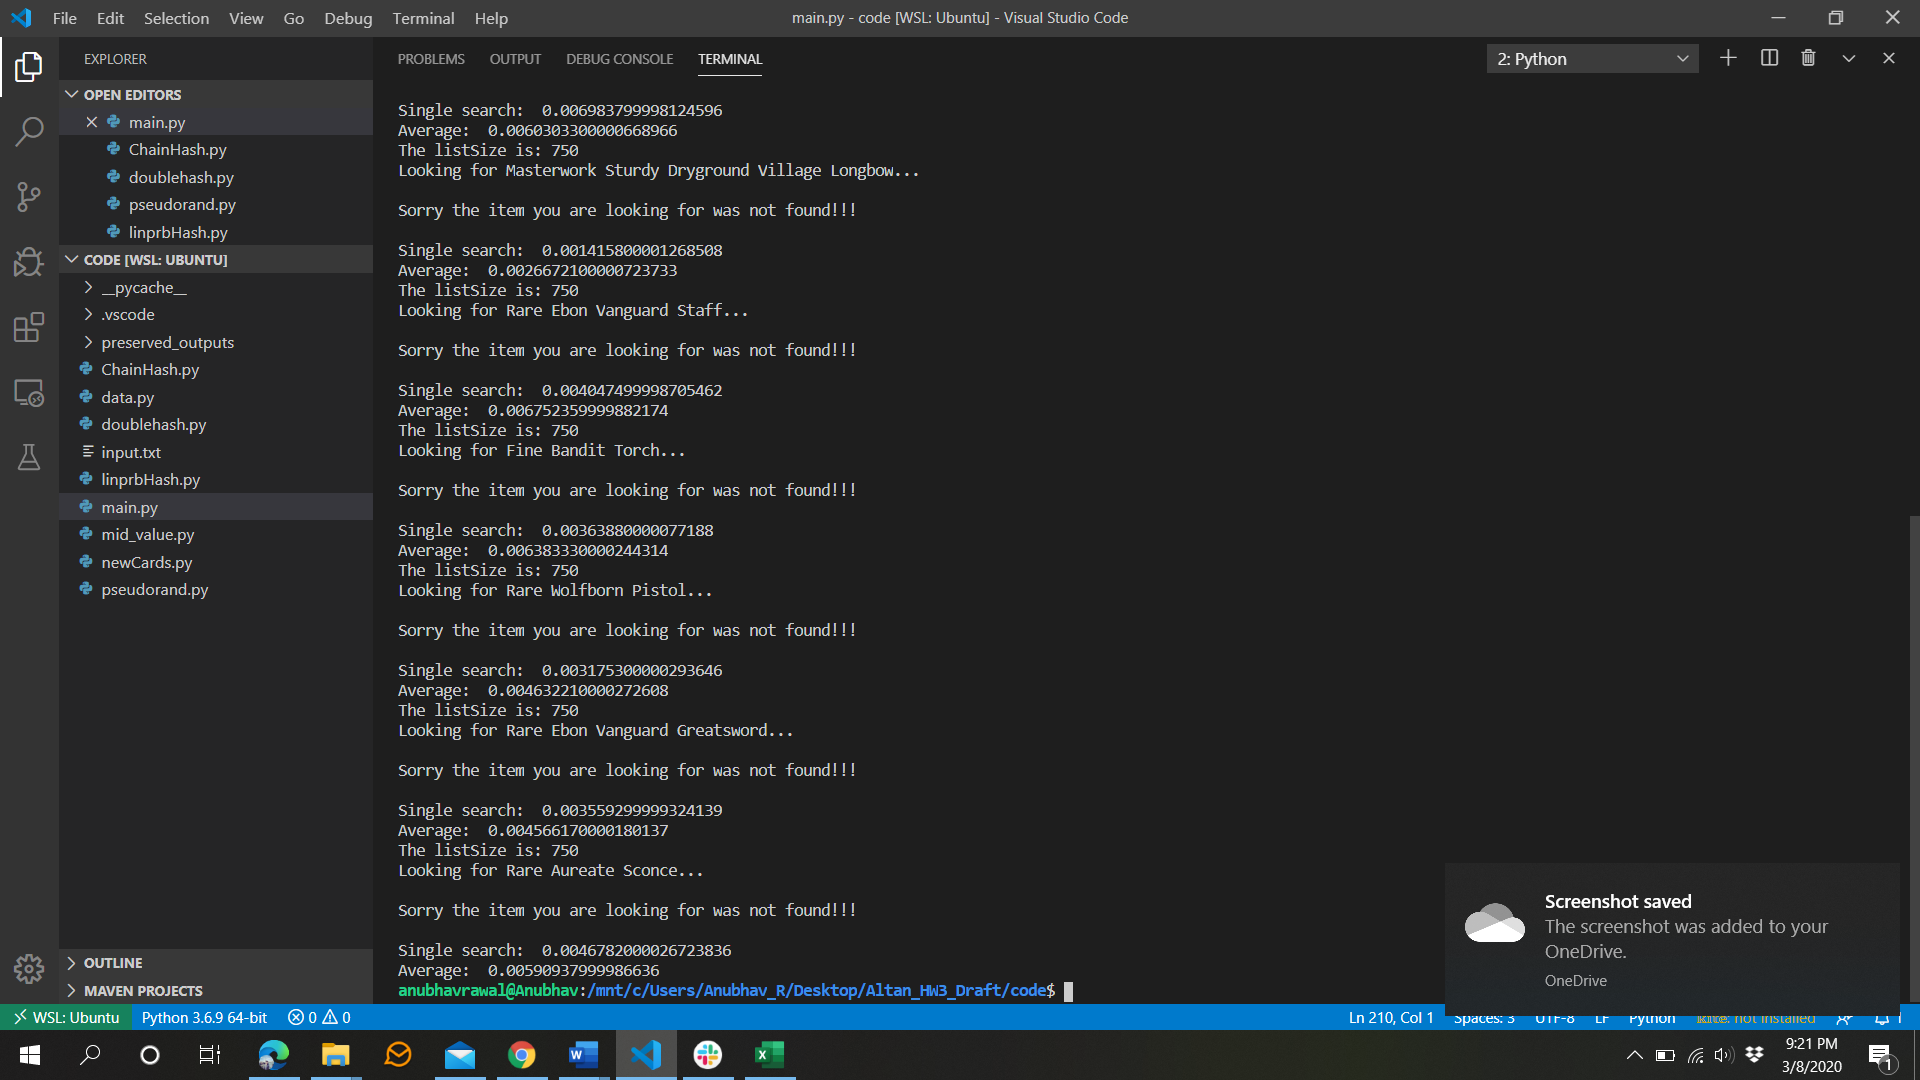 File Edit Selection View Go Debug Terminal Help
main.py - code [WSL: Ubuntu] - Visual Studio Code
EXPLORER
OPEN EDITORS
main.py
ChainHash.py
doublehash.py
pseudorand.py
linprbHash.py
CODE [WSL: UBUNTU]
__pycache__
.vscode
preserved_outputs
ChainHash.py
data.py
doublehash.py
input.txt
linprbHash.py
main.py
mid_value.py
newCards.py
pseudorand.py
OUTLINE
MAVEN PROJECTS
PROBLEMS OUTPUT DEBUG CONSOLE TERMINAL
2: Python
Single search:  0.006983799998124596
Average:  0.0060303300000668966
The listSize is: 750
Looking for Masterwork Sturdy Dryground Village Longbow...
Sorry the item you are looking for was not found!!!
Single search:  0.001415800001268508
Average:  0.0026672100000723733
The listSize is: 750
Looking for Rare Ebon Vanguard Staff...
Sorry the item you are looking for was not found!!!
Single search:  0.004047499998705462
Average:  0.006752359999882174
The listSize is: 750
Looking for Fine Bandit Torch...
Sorry the item you are looking for was not found!!!
Single search:  0.00363880000077188
Average:  0.006383330000244314
The listSize is: 750
Looking for Rare Wolfborn Pistol...
Sorry the item you are looking for was not found!!!
Single search:  0.003175300000293646
Average:  0.004632210000272608
The listSize is: 750
Looking for Rare Ebon Vanguard Greatsword...
Sorry the item you are looking for was not found!!!
Single search:  0.003559299999324139
Average:  0.004566170000180137
The listSize is: 750
Looking for Rare Aureate Sconce...
Sorry the item you are looking for was not found!!!
Single search:  0.0046782000026723836
Average:  0.00590937999986636
anubhavrawal@Anubhav:/mnt/c/Users/Anubhav_R/Desktop/Altan_HW3_Draft/code$
Screenshot saved
The screenshot was added to your
OneDrive.
OneDrive
WSL: Ubuntu Python 3.6.9 64-bit 0 0 Ln 210, Col 1 Spaces: 3 UTF-8 LF Python kite: not installed 1
9:21 PM
3/8/2020
1